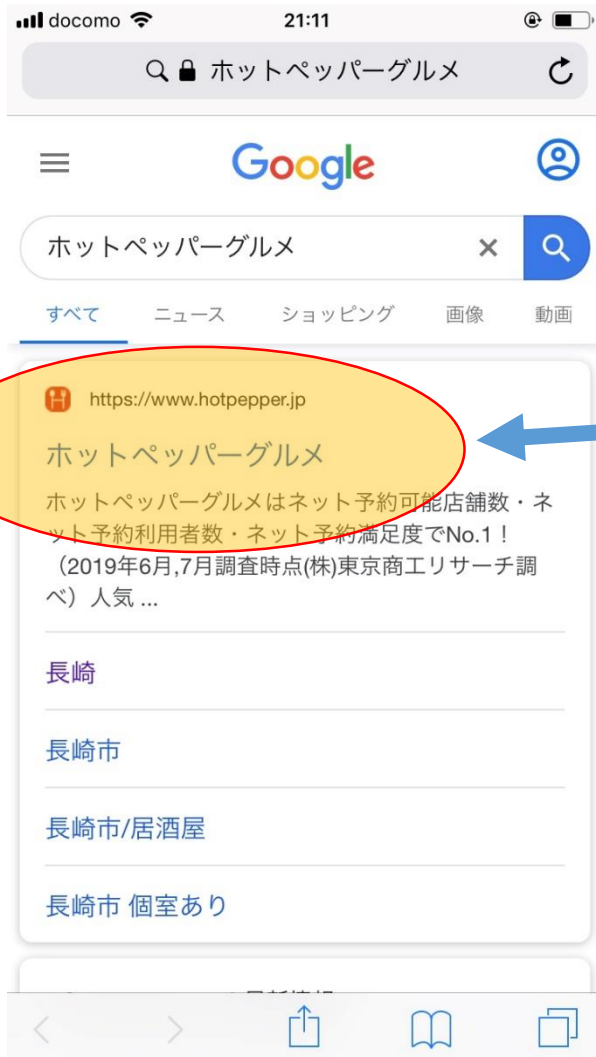 docomo 21:11
ホットペッパーグルメ
Google
ホットペッパーグルメ
すべて ニュース ショッピング 画像 動画
https://www.hotpepper.jp
ホットペッパーグルメ
ホットペッパーグルメはネット予約可能店舗数・ネ
ット予約利用者数・ネット予約満足度でNo.1！
（2019年6月,7月調査時点(株)東京商工リサーチ調
べ）人気 ...
長崎
長崎市
長崎市/居酒屋
長崎市 個室あり